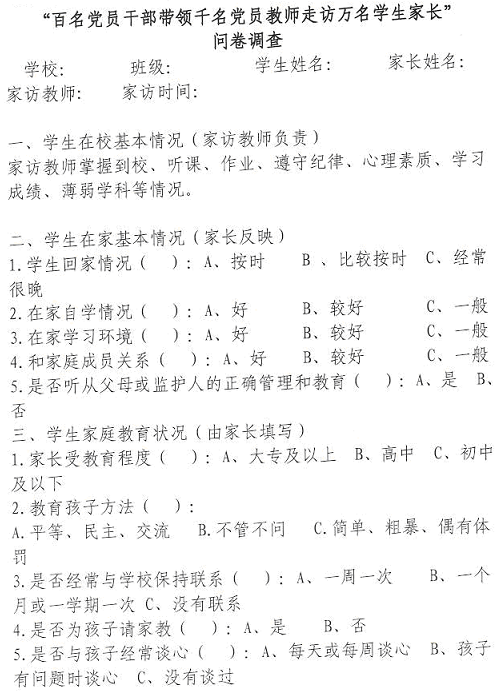 “百名党员干部带领千名党员教师走访万名学生家长”
问卷调查
学校： 班级： 学生姓名： 家长姓名：
家访教师： 家访时间：
一、学生在校基本情况（家访教师负责）
家访教师掌握到校、听课、作业、遵守纪律、心理素质、学习
成绩、薄弱学科等情况。
二、学生在家基本情况（家长反映）
1.学生回家情况（ ）：A、按时 B 、比较按时 C、经常
很晚
2.在家自学情况（ ）：A、好 B、较好 C、一般
3.在家学习环境（ ）：A、好 B、较好 C、一般
4.和家庭成员关系（ ）：A、好 B、较好 C、一般
5.是否听从父母或监护人的正确管理和教育（ ）：A、是 B、
否
三、学生家庭教育状况（由家长填写）
1.家长受教育程度（ ）：A、大专及以上 B、高中 C、初中
及以下
2.教育孩子方法（ ）：
A.平等、民主、交流 B.不管不问 C.简单、粗暴、偶有体
罚
3.是否经常与学校保持联系（ ）：A、一周一次 B、一个
月或一学期一次 C、没有联系
4.是否为孩子请家教（ ）：A、是 B、否
5.是否与孩子经常谈心（ ）：A、每天或每周谈心 B、孩子
有问题时谈心 C、没有谈过